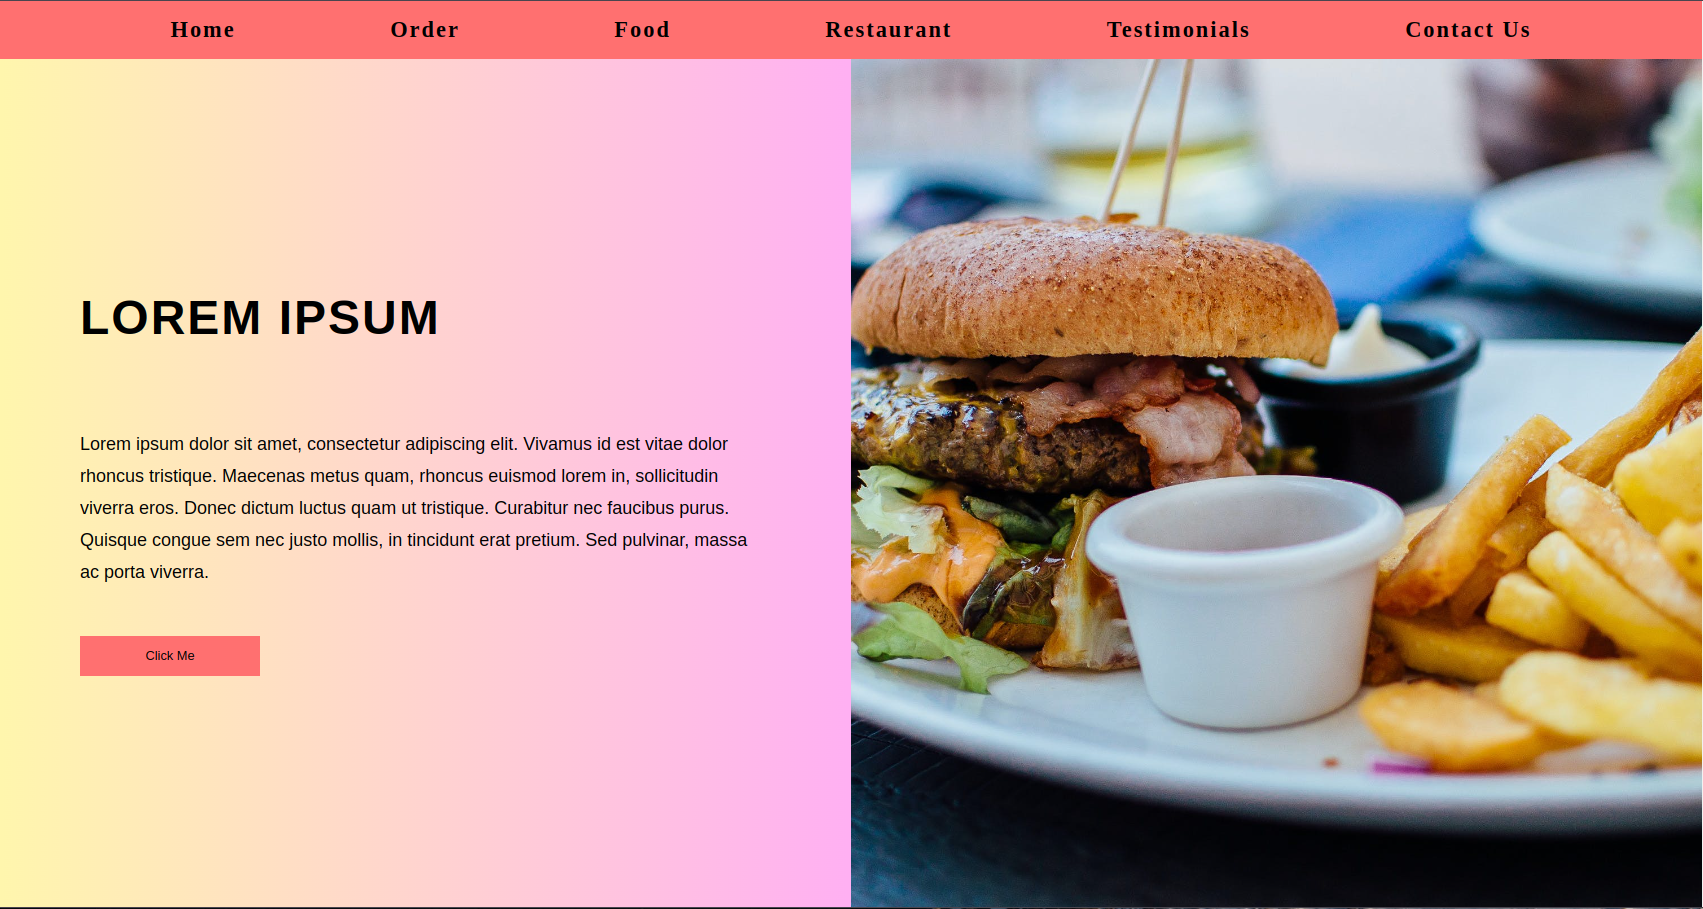 Home Order Food Restaurant Testimonials Contact Us
LOREM IPSUM
Lorem ipsum dolor sit amet, consectetur adipiscing elit. Vivamus id est vitae dolor
rhoncus tristique. Maecenas metus quam, rhoncus euismod lorem in, sollicitudin
viverra eros. Donec dictum luctus quam ut tristique. Curabitur nec faucibus purus.
Quisque congue sem nec justo mollis, in tincidunt erat pretium. Sed pulvinar, massa
ac porta viverra.
Click Me